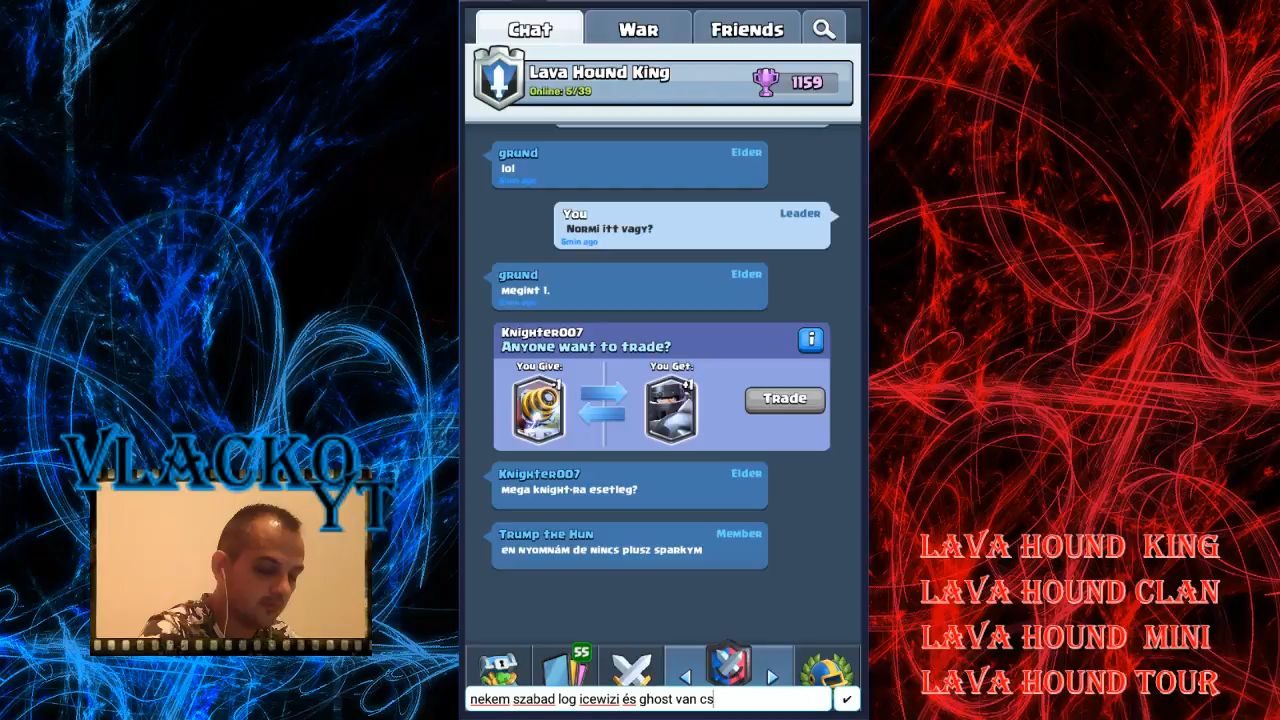 Chat War Friends
Lava Hound King
Online: 5/39
1159
grund Elder
lol
You Leader
Normi itt vagy?
6min ago
grund Elder
megint 1.
Knighter007
Anyone want to trade?
You Give: You Get:
Trade
Knighter007 Elder
mega knight-ra esetleg?
Trump the Hun Member
en nyomnám de nincs plusz sparkym
55
nekem szabad log icewizi és ghost van cs
VLACKO
YT
LAVA HOUND KING
LAVA HOUND CLAN
LAVA HOUND MINI
LAVA HOUND TOUR